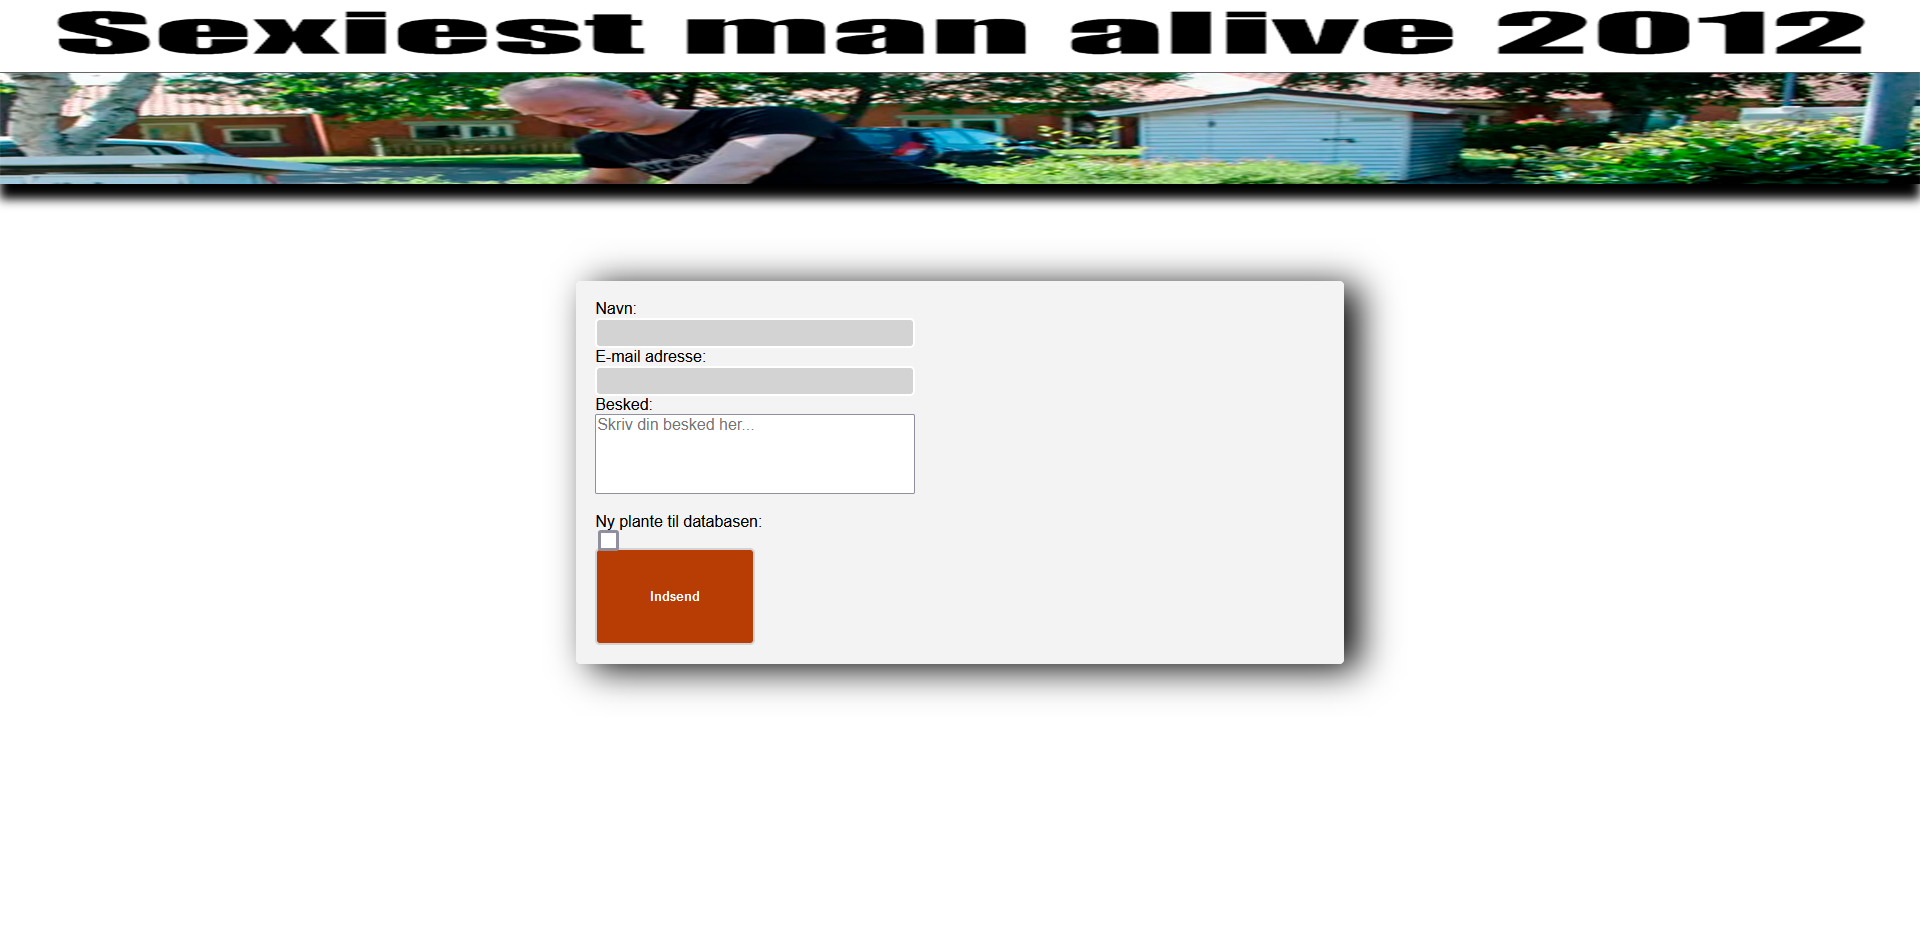 Sexiest man alive 2012
Navn:
E-mail adresse:
Besked:
Skriv din besked her...
Ny plante til databasen:
Indsend